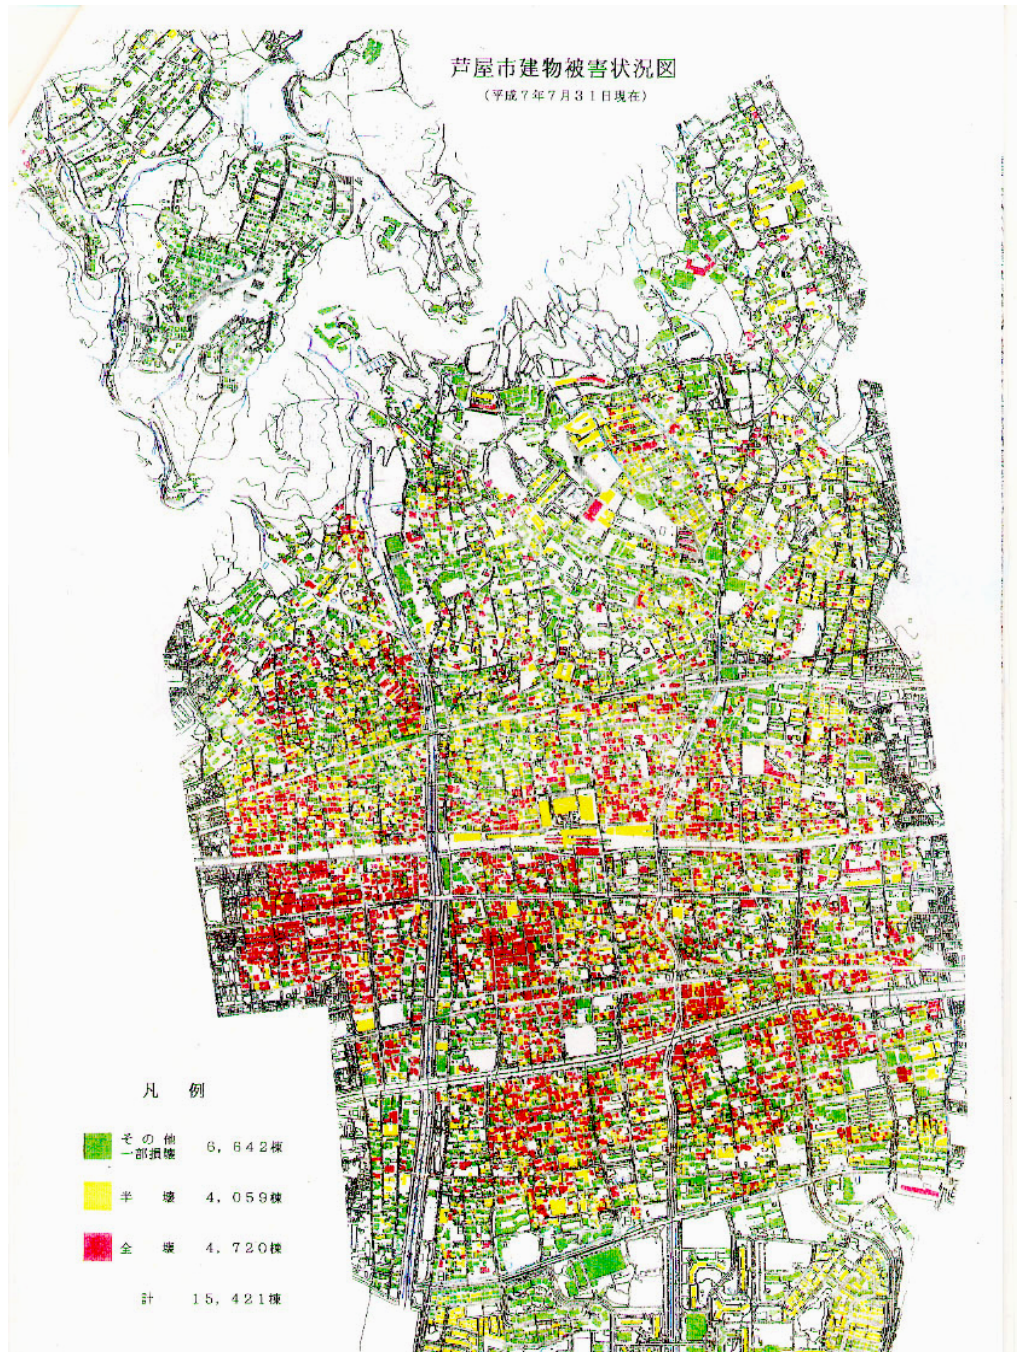 芦屋市建物被害状況図
(平成7年7月31日現在)
凡 例
その他
一部損壊 6,642棟
半 壊 4,059棟
全 壊 4,720棟
計 15,421棟